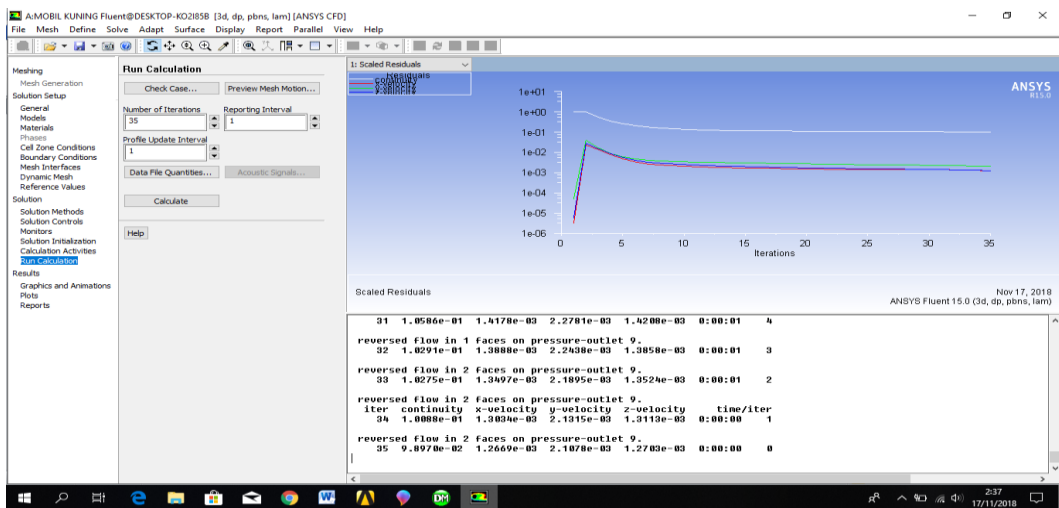 A:MOBIL KUNING Fluent@DESKTOP-KO2I85B [3d, dp, pbns, lam] [ANSYS CFD]
File Mesh Define Solve Adapt Surface Display Report Parallel View Help
Meshing
Mesh Generation
Solution Setup
General
Models
Materials
Phases
Cell Zone Conditions
Boundary Conditions
Mesh Interfaces
Dynamic Mesh
Reference Values
Solution
Solution Methods
Solution Controls
Monitors
Solution Initialization
Calculation Activities
Run Calculation
Results
Graphics and Animations
Plots
Reports
Run Calculation
Check Case... Preview Mesh Motion...
Number of Iterations Reporting Interval
35 1
Profile Update Interval
1
Data File Quantities... Acoustic Signals...
Calculate
Help
1: Scaled Residuals
Residuals
continuity
ANSYS
R15.0
1e+01
1e+00
1e-01
1e-02
1e-03
1e-04
1e-05
1e-06
0 5 10 15 20 25 30 35
Iterations
Scaled Residuals
Nov 17, 2018
ANSYS Fluent 15.0 (3d, dp, pbns, lam)
31 1.0586e-01 1.4178e-03 2.2781e-03 1.4208e-03 0:00:01 4
reversed flow in 1 faces on pressure-outlet 9.
32 1.0291e-01 1.3888e-03 2.2438e-03 1.3858e-03 0:00:01 3
reversed flow in 2 faces on pressure-outlet 9.
33 1.0275e-01 1.3497e-03 2.1895e-03 1.3524e-03 0:00:01 2
reversed flow in 2 faces on pressure-outlet 9.
iter continuity x-velocity y-velocity z-velocity time/iter
34 1.0088e-01 1.3034e-03 2.1315e-03 1.3113e-03 0:00:00 1
reversed flow in 2 faces on pressure-outlet 9.
35 9.8970e-02 1.2669e-03 2.1078e-03 1.2703e-03 0:00:00 0
2:37
17/11/2018